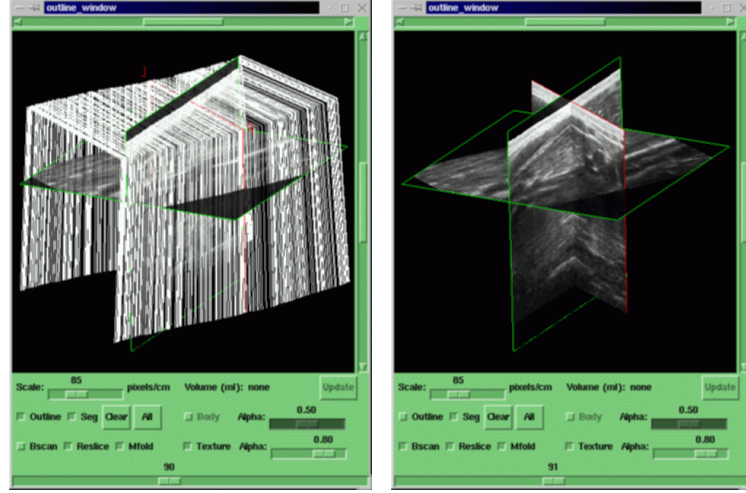 outline_window
85
Scale: pixels/cm Volume (ml): none Update
Outline Seg Clear All Body Alpha: 0.50
Bscan Reslice Mfold Texture Alpha: 0.80
90
outline_window
85
Scale: pixels/cm Volume (ml): none Update
Outline Seg Clear All Body Alpha: 0.50
Bscan Reslice Mfold Texture Alpha: 0.80
91